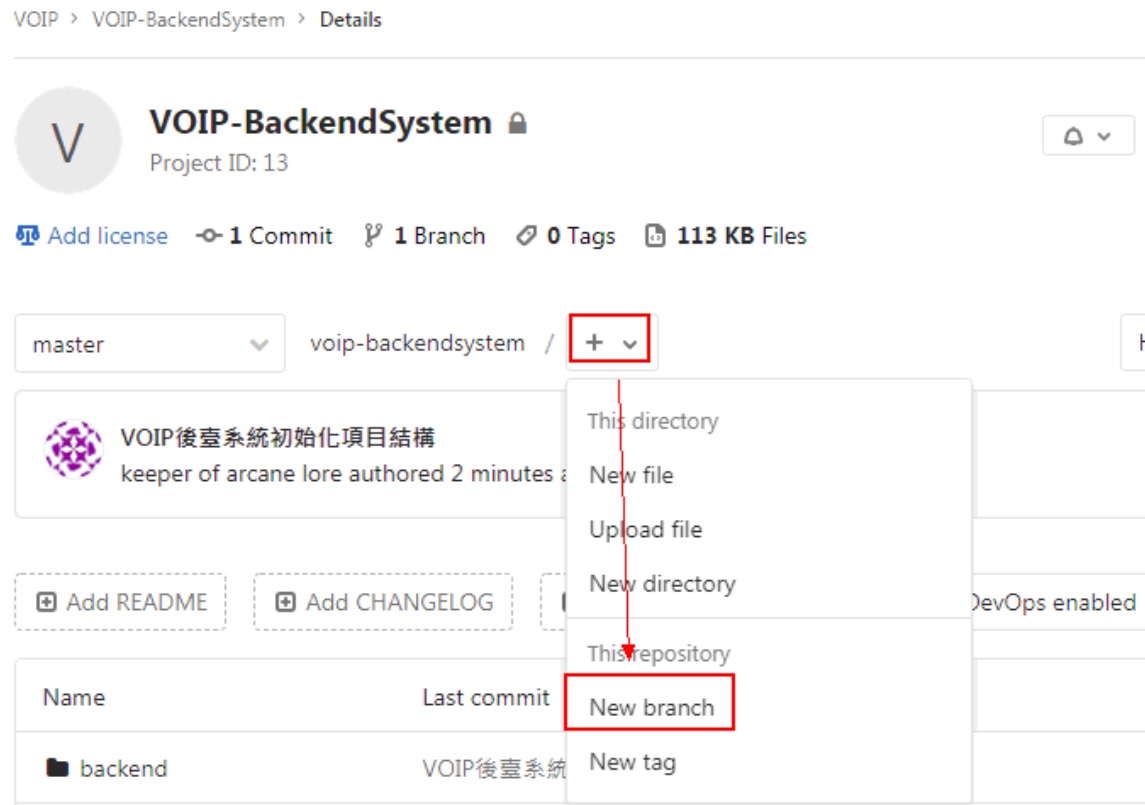 VOIP > VOIP-BackendSystem > Details
V
VOIP-BackendSystem
Project ID: 13
Add license 1 Commit 1 Branch 0 Tags 113 KB Files
master
voip-backendsystem / +
This directory
VOIP後臺系統初始化項目結構
keeper of arcane lore authored 2 minutes
New file
Upload file
New directory
Add README
Add CHANGELOG
DevOps enabled
This repository
Name
Last commit
New branch
backend
VOIP後臺系統
New tag